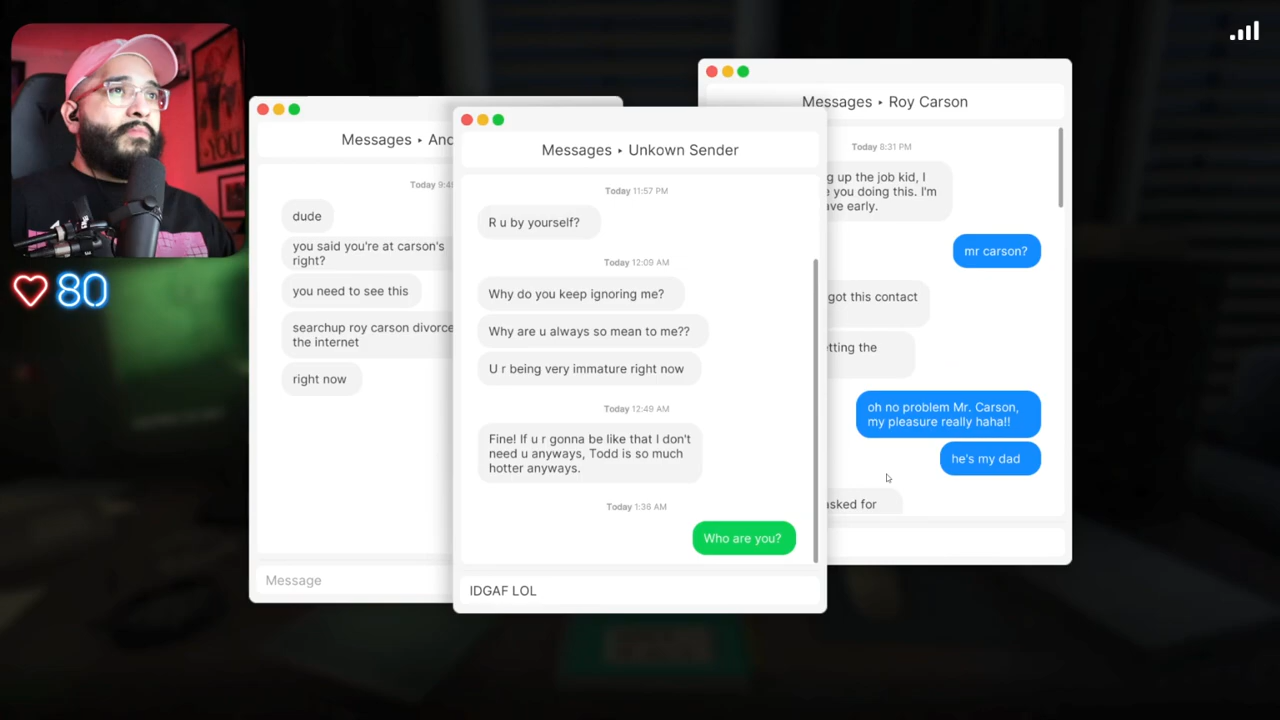 YOU
80
Messages ‣ And
Today 9:4
dude
you said you're at carson's
right?
you need to see this
searchup roy carson divorce
the internet
right now
Message
Messages ‣ Unkown Sender
Today 11:57 PM
R u by yourself?
Today 12:09 AM
Why do you keep ignoring me?
Why are u always so mean to me??
U r being very immature right now
Today 12:49 AM
Fine! If u r gonna be like that I don't
need u anyways, Todd is so much
hotter anyways.
Today 1:36 AM
Who are you?
IDGAF LOL
Messages ‣ Roy Carson
Today 8:31 PM
g up the job kid, I
e you doing this. I'm
ave early.
mr carson?
got this contact
tting the
oh no problem Mr. Carson,
my pleasure really haha!!
he's my dad
asked for